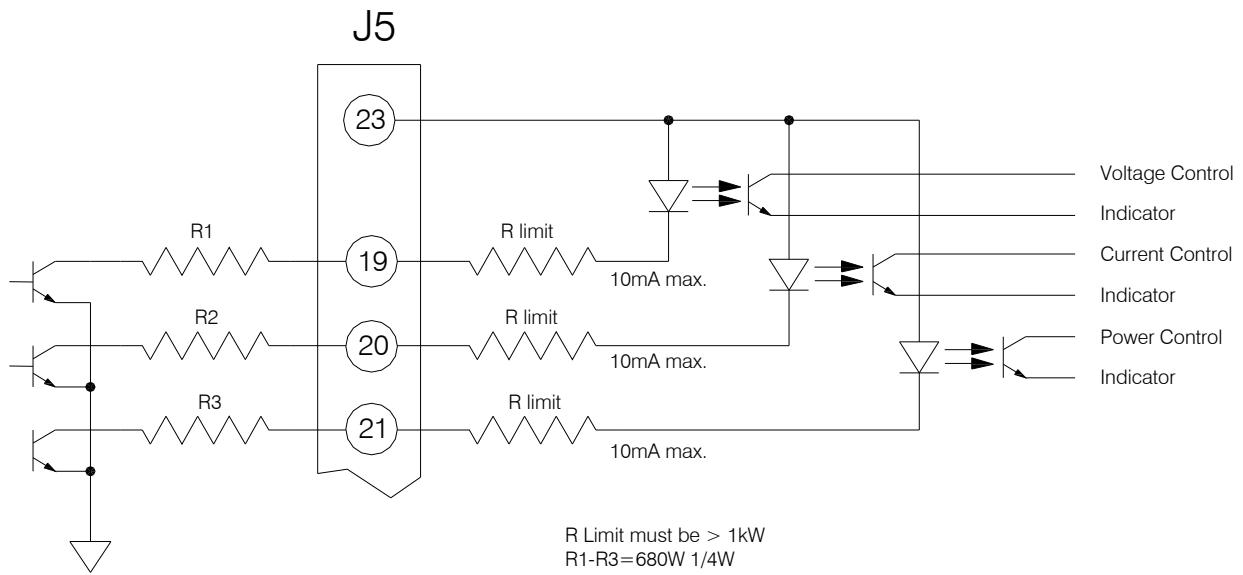 J5
23
Voltage Control
Indicator
R1
19
R limit
10mA max.
Current Control
Indicator
R2
20
R limit
10mA max.
Power Control
Indicator
R3
21
R limit
10mA max.
R Limit must be > 1kW
R1-R3=680W 1/4W